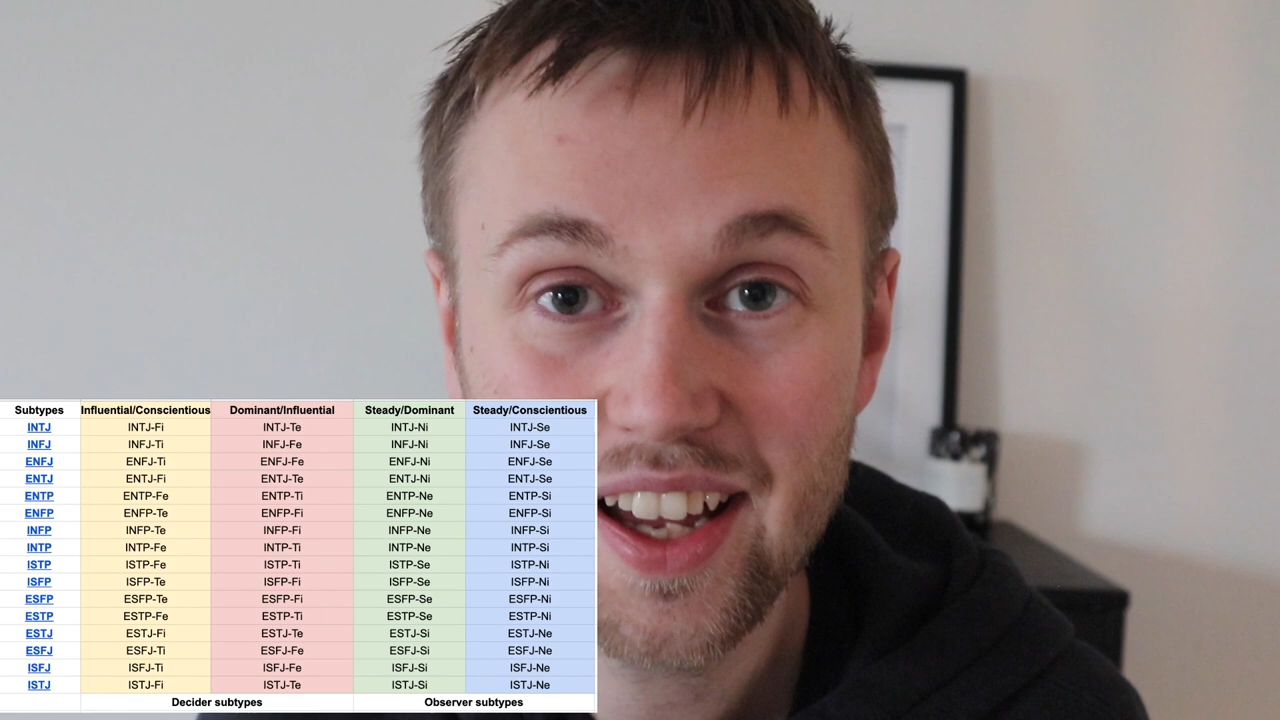 Subtypes Influential/Conscientious Dominant/Influential Steady/Dominant Steady/Conscientious
INTJ INTJ-Fi INTJ-Te INTJ-Ni INTJ-Se
INFJ INFJ-Ti INFJ-Fe INFJ-Ni INFJ-Se
ENFJ ENFJ-Ti ENFJ-Fe ENFJ-Ni ENFJ-Se
ENTJ ENTJ-Fi ENTJ-Te ENTJ-Ni ENTJ-Se
ENTP ENTP-Fe ENTP-Ti ENTP-Ne ENTP-Si
ENFP ENFP-Te ENFP-Fi ENFP-Ne ENFP-Si
INFP INFP-Te INFP-Fi INFP-Ne INFP-Si
INTP INTP-Fe INTP-Ti INTP-Ne INTP-Si
ISTP ISTP-Fe ISTP-Ti ISTP-Se ISTP-Ni
ISFP ISFP-Te ISFP-Fi ISFP-Se ISFP-Ni
ESFP ESFP-Te ESFP-Fi ESFP-Se ESFP-Ni
ESTP ESTP-Fe ESTP-Ti ESTP-Se ESTP-Ni
ESTJ ESTJ-Fi ESTJ-Te ESTJ-Si ESTJ-Ne
ESFJ ESFJ-Ti ESFJ-Fe ESFJ-Si ESFJ-Ne
ISFJ ISFJ-Ti ISFJ-Fe ISFJ-Si ISFJ-Ne
ISTJ ISTJ-Fi ISTJ-Te ISTJ-Si ISTJ-Ne
Decider subtypes Observer subtypes